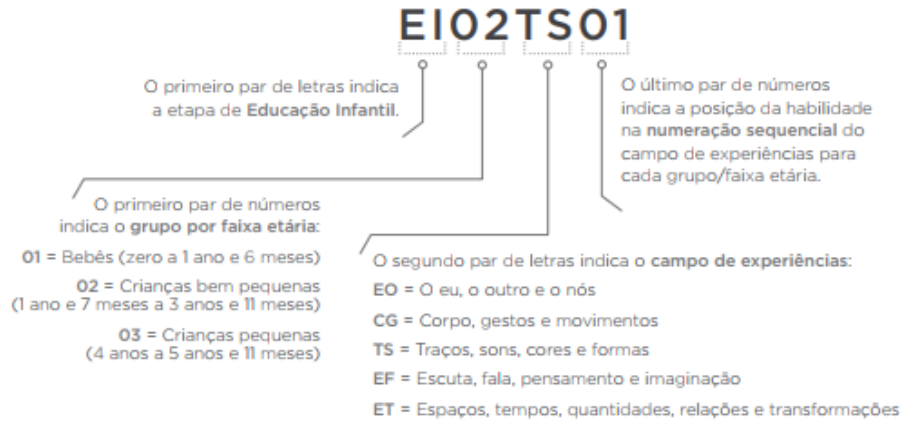 EI02TS01
O primeiro par de letras indica
a etapa de Educação Infantil.
O último par de números
indica a posição da habilidade
na numeração sequencial do
campo de experiências para
cada grupo/faixa etária.
O primeiro par de números
indica o grupo por faixa etária:
01 = Bebês (zero a 1 ano e 6 meses)
02 = Crianças bem pequenas
(1 ano e 7 meses a 3 anos e 11 meses)
03 = Crianças pequenas
(4 anos a 5 anos e 11 meses)
O segundo par de letras indica o campo de experiências:
EO = O eu, o outro e o nós
CG = Corpo, gestos e movimentos
TS = Traços, sons, cores e formas
EF = Escuta, fala, pensamento e imaginação
ET = Espaços, tempos, quantidades, relações e transformações